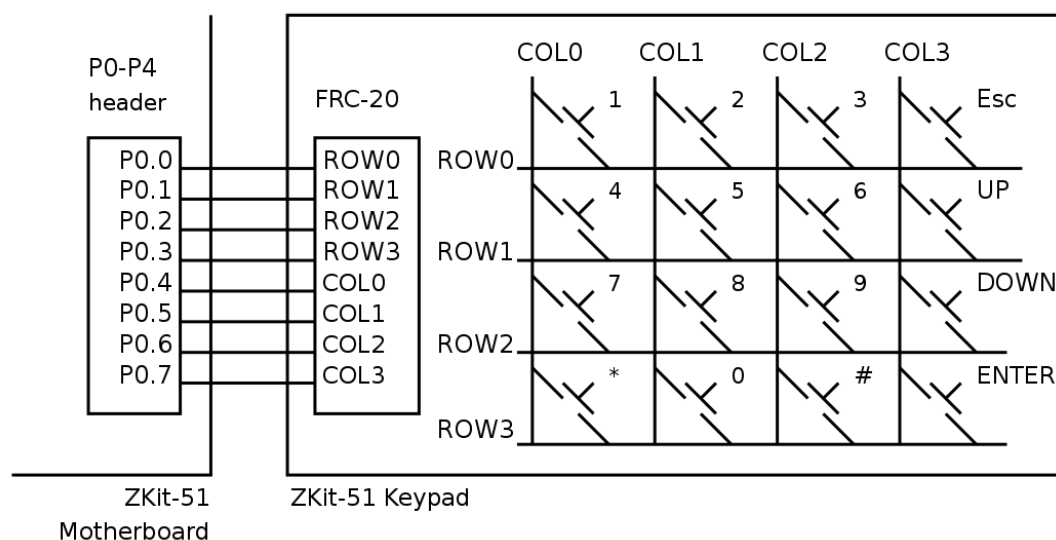 P0-P4
header
P0.0
P0.1
P0.2
P0.3
P0.4
P0.5
P0.6
P0.7
ZKit-51
Motherboard
FRC-20
ROW0
ROW1
ROW2
ROW3
COL0
COL1
COL2
COL3
ZKit-51 Keypad
COL0 COL1 COL2 COL3
1 2 3 Esc
ROW0
4 5 6 UP
ROW1
7 8 9 DOWN
ROW2
* 0 # ENTER
ROW3